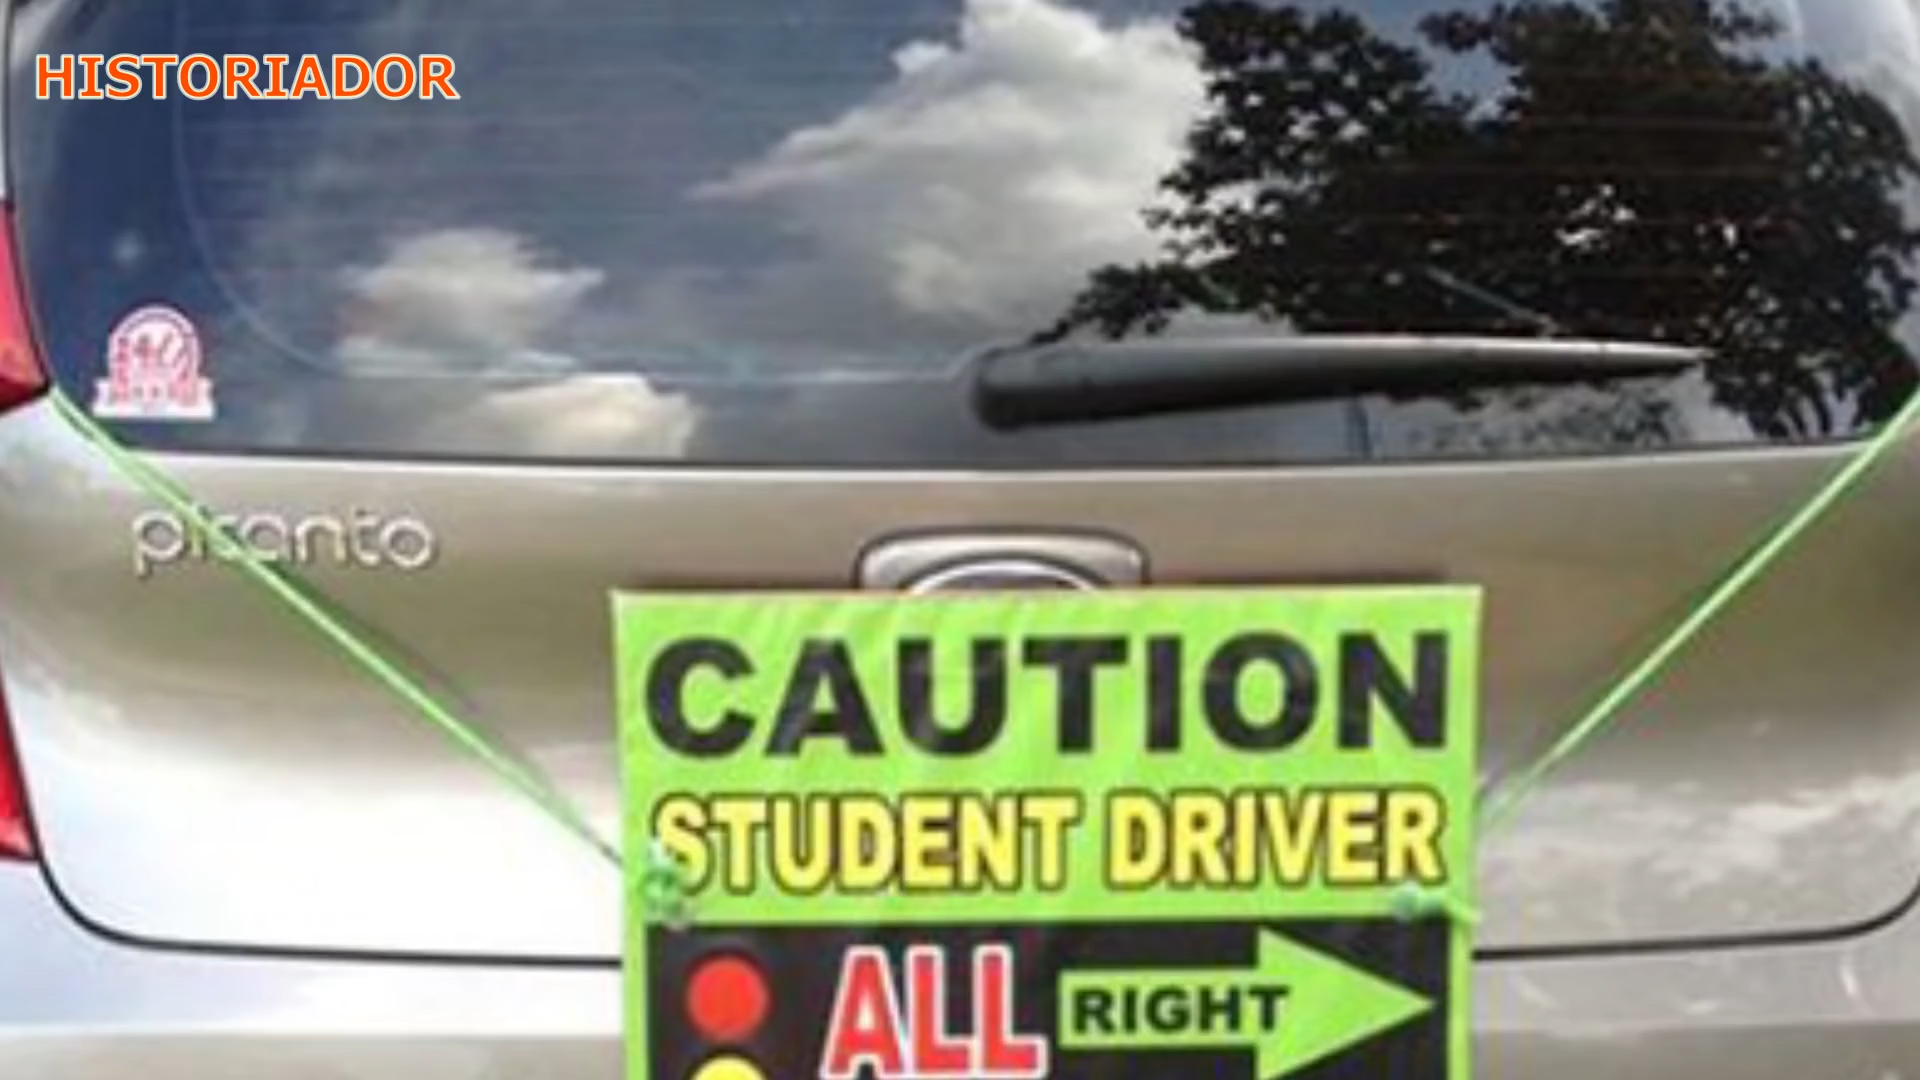 HISTORIADOR
picanto
CAUTION
STUDENT DRIVER
ALL RIGHT